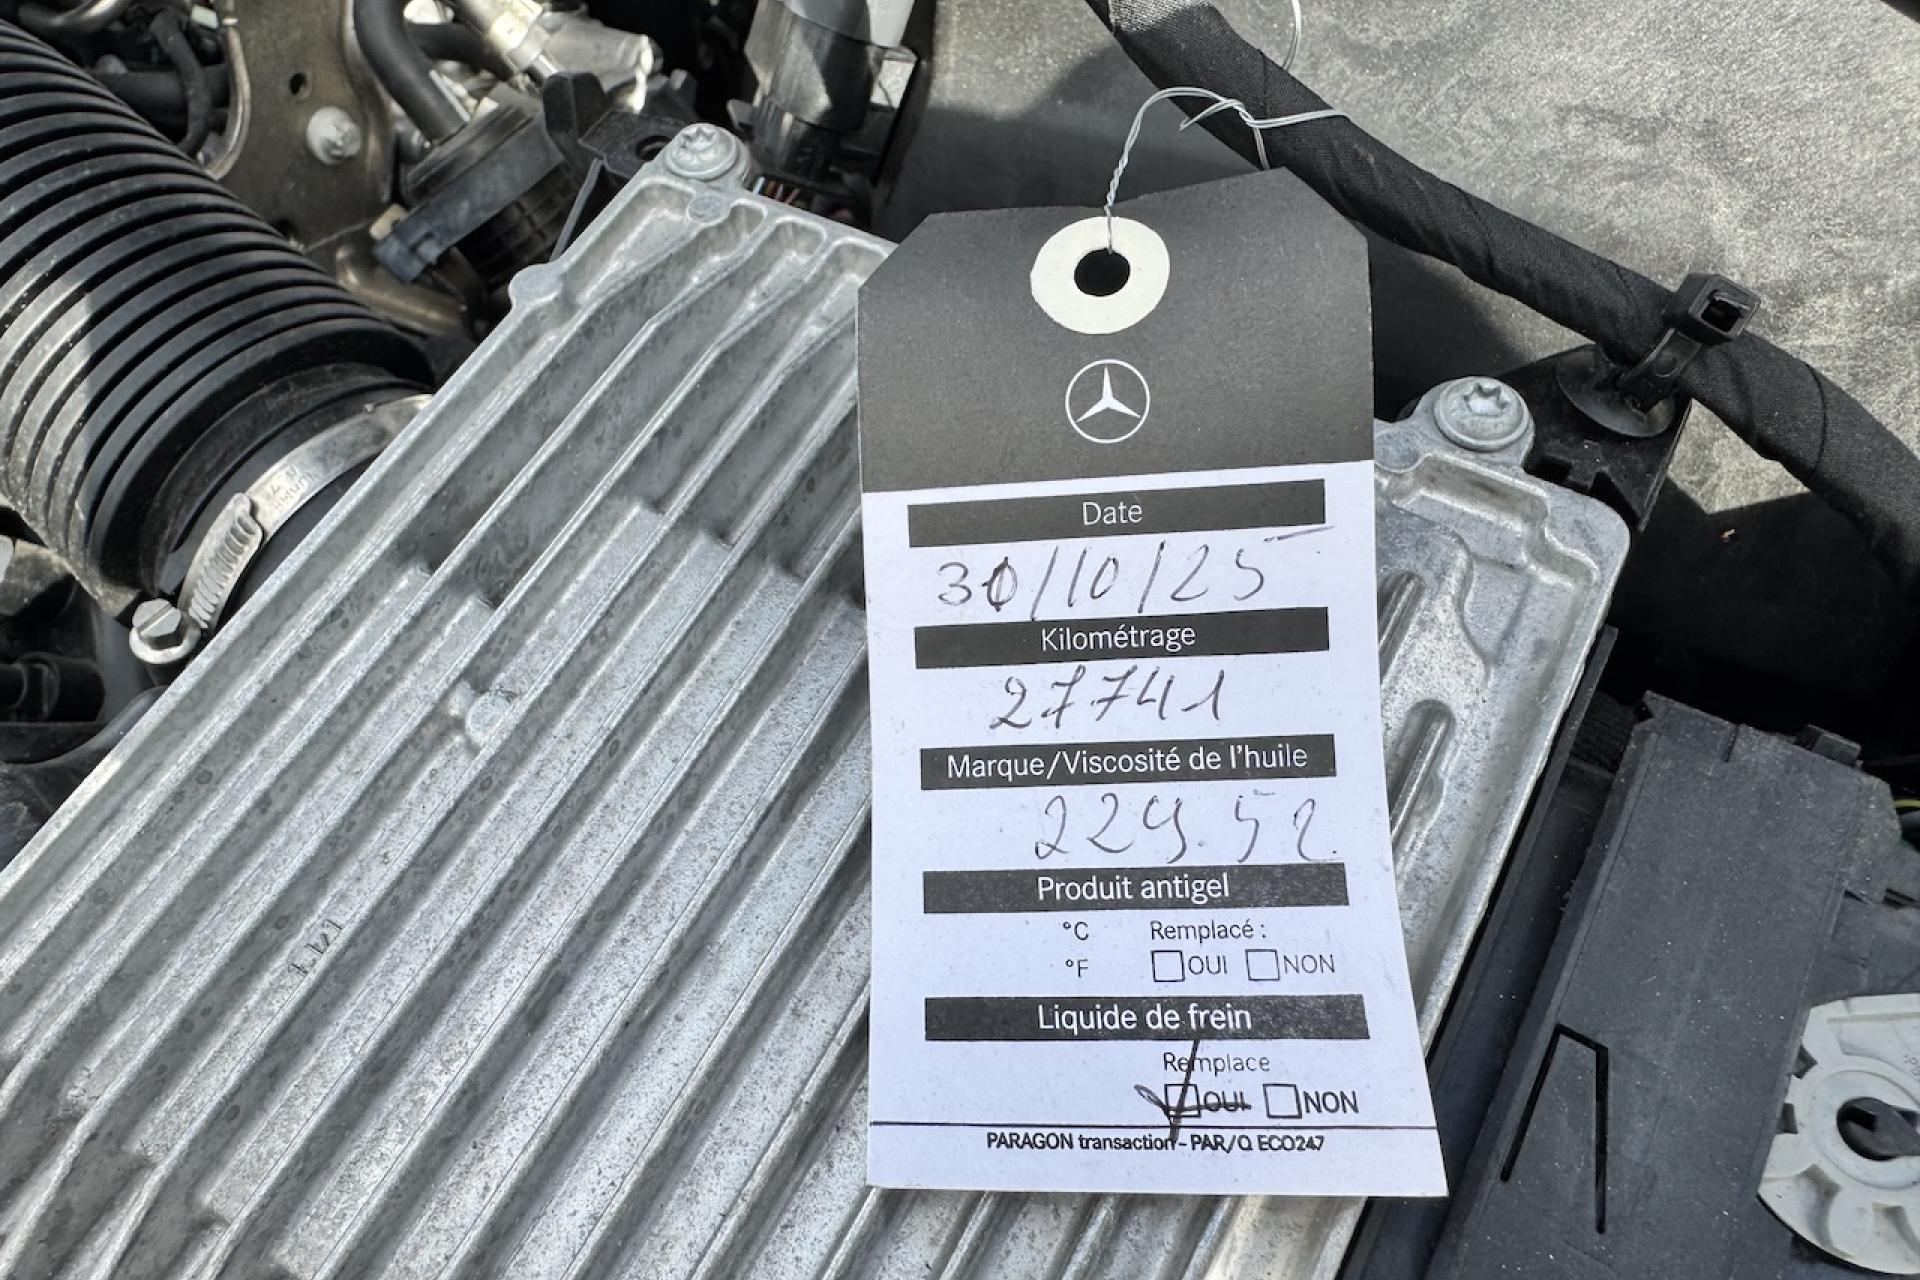 Date
30/10/25
Kilométrage
27741
Marque/Viscosité de l'huile
229.52
Produit antigel
°C Remplacé :
°F OUI NON
Liquide de frein
Remplace
OUI NON
PARAGON transaction - PAR/Q ECO247